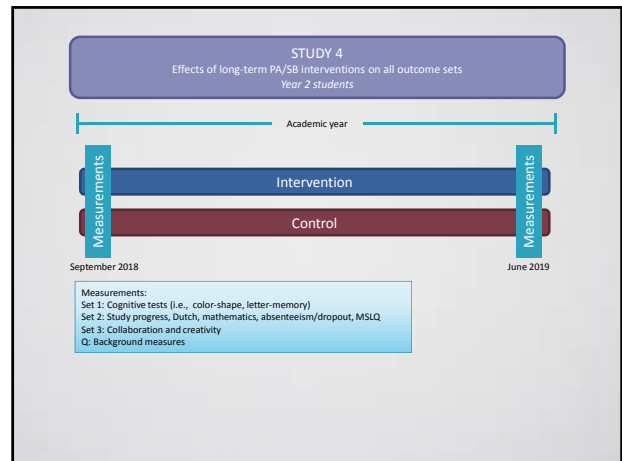 STUDY 4
Effects of long-term PA/SB interventions on all outcome sets
Year 2 students
Academic year
Measurements
Intervention
Control
Measurements
September 2018
June 2019
Measurements:
Set 1: Cognitive tests (i.e., color-shape, letter-memory)
Set 2: Study progress, Dutch, mathematics, absenteeism/dropout, MSLQ
Set 3: Collaboration and creativity
Q: Background measures